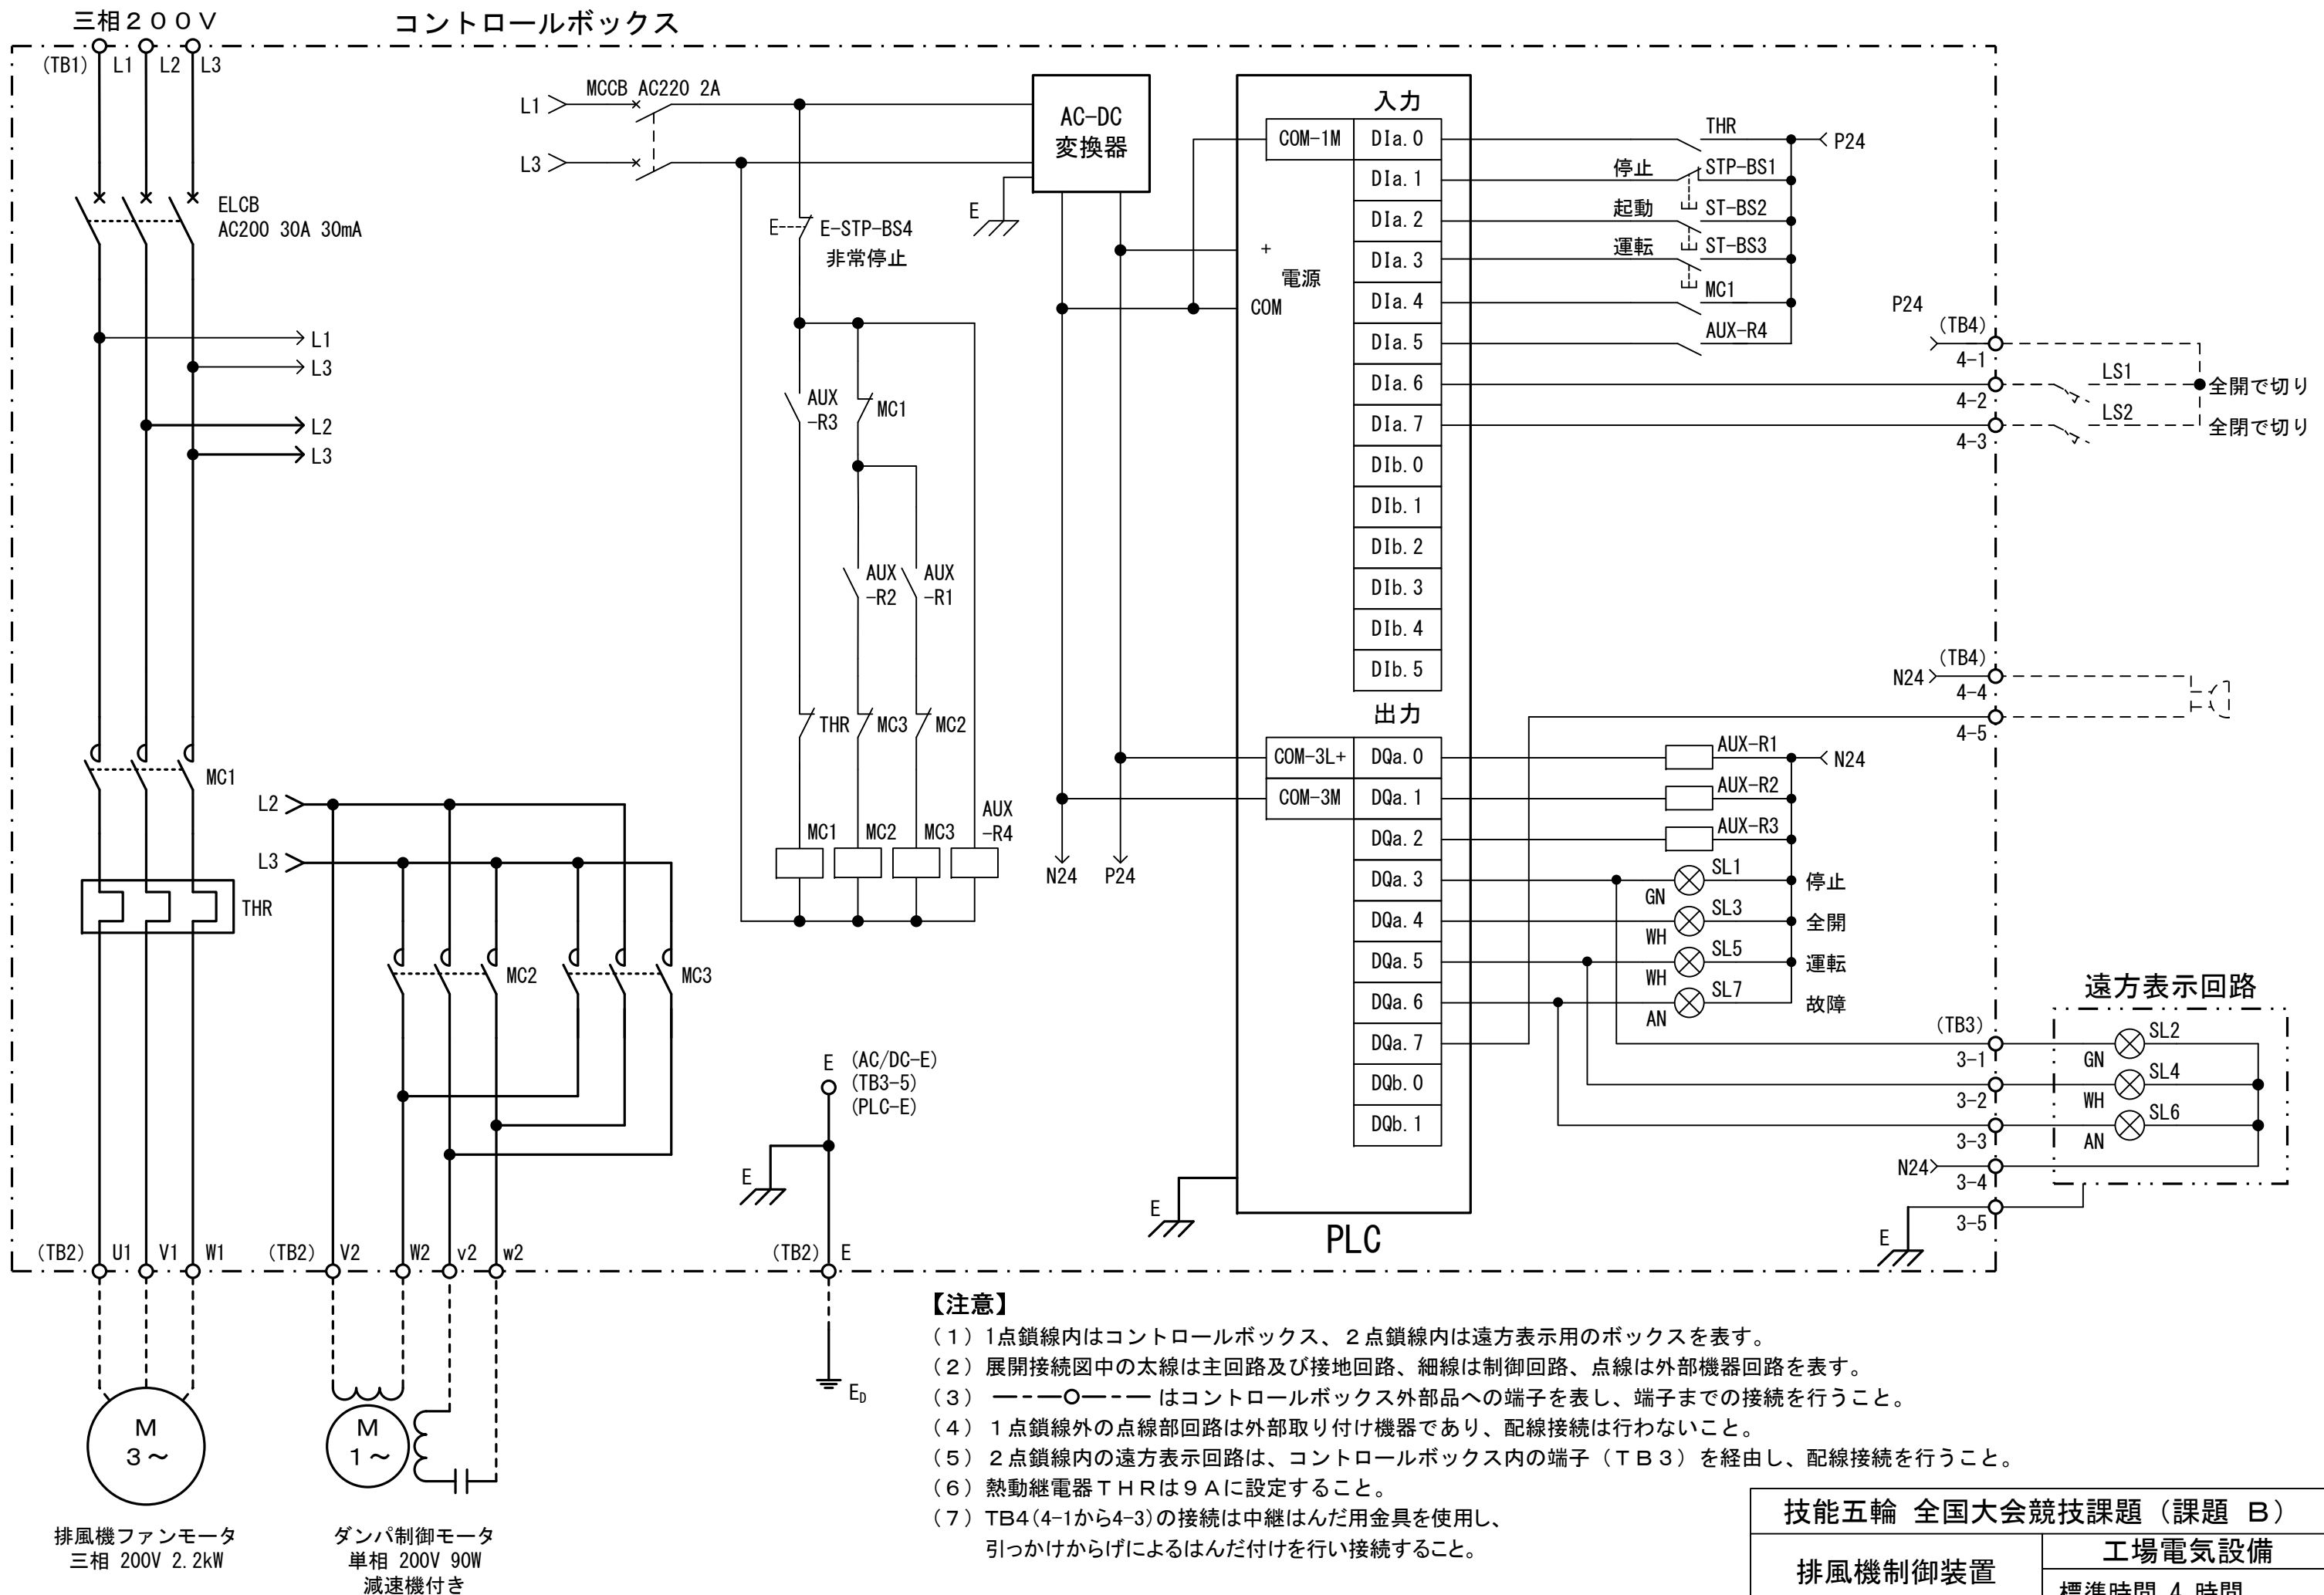 三相２００Ｖ
コントロールボックス
(TB1) L1 L2 L3
ELCB
AC200 30A 30mA
L1
L3
L2
L3
MC1
THR
L2
L3
MC2
MC3
(TB2) U1 V1 W1
(TB2) V2 W2 v2 w2
M
3～
排風機ファンモータ
三相 200V 2.2kW
M
1～
ダンパ制御モータ
単相 200V 90W
減速機付き
L1
L3
MCCB AC220 2A
AC-DC
変換器
E
E
E-STP-BS4
非常停止
AUX
-R3
MC1
AUX
-R2
AUX
-R1
THR
MC3
MC2
MC1
MC2
MC3
AUX
-R4
N24
P24
E
(AC/DC-E)
(TB3-5)
(PLC-E)
E
(TB2) E
ED
入力
COM-1M
DIa.0
DIa.1
DIa.2
DIa.3
DIa.4
DIa.5
DIa.6
DIa.7
DIb.0
DIb.1
DIb.2
DIb.3
DIb.4
DIb.5
+
電源
COM
出力
COM-3L+
COM-3M
DQa.0
DQa.1
DQa.2
DQa.3
DQa.4
DQa.5
DQa.6
DQa.7
DQb.0
DQb.1
E
PLC
THR
P24
停止 STP-BS1
起動 ST-BS2
運転 ST-BS3
MC1
AUX-R4
P24
(TB4)
4-1
4-2
4-3
LS1
全開で切り
LS2
全閉で切り
N24
(TB4)
4-4
4-5
AUX-R1
N24
AUX-R2
AUX-R3
GN SL1 停止
WH SL3 全開
WH SL5 運転
AN SL7 故障
(TB3)
3-1
3-2
3-3
N24
3-4
3-5
E
遠方表示回路
GN SL2
WH SL4
AN SL6
【注意】
（１）1点鎖線内はコントロールボックス、２点鎖線内は遠方表示用のボックスを表す。
（２）展開接続図中の太線は主回路及び接地回路、細線は制御回路、点線は外部機器回路を表す。
（３）はコントロールボックス外部品への端子を表し、端子までの接続を行うこと。
（４）１点鎖線外の点線部回路は外部取り付け機器であり、配線接続は行わないこと。
（５）２点鎖線内の遠方表示回路は、コントロールボックス内の端子（ＴＢ３）を経由し、配線接続を行うこと。
（６）熱動継電器ＴＨＲは９Ａに設定すること。
（７）TB4(4-1から4-3)の接続は中継はんだ用金具を使用し、
引っかけからげによるはんだ付けを行い接続すること。
技能五輪 全国大会競技課題（課題 Ｂ）
排風機制御装置
工場電気設備
標準時間 4 時間